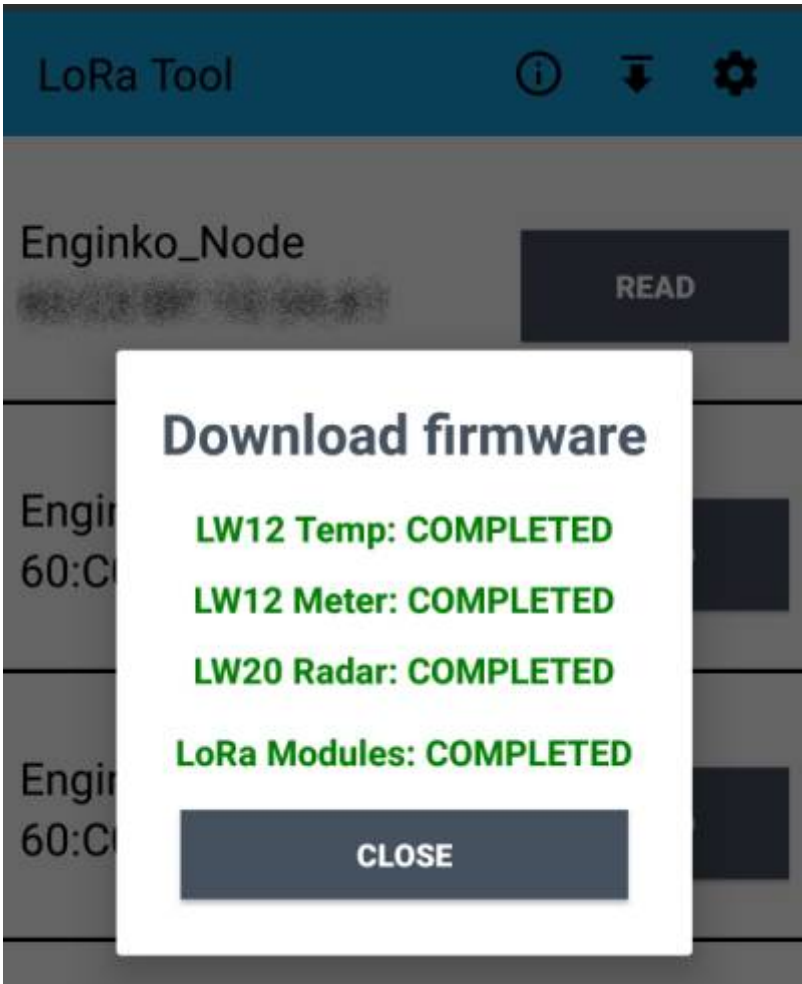 LoRa Tool
Enginko_Node
READ
Download firmware
LW12 Temp: COMPLETED
LW12 Meter: COMPLETED
LW20 Radar: COMPLETED
LoRa Modules: COMPLETED
CLOSE